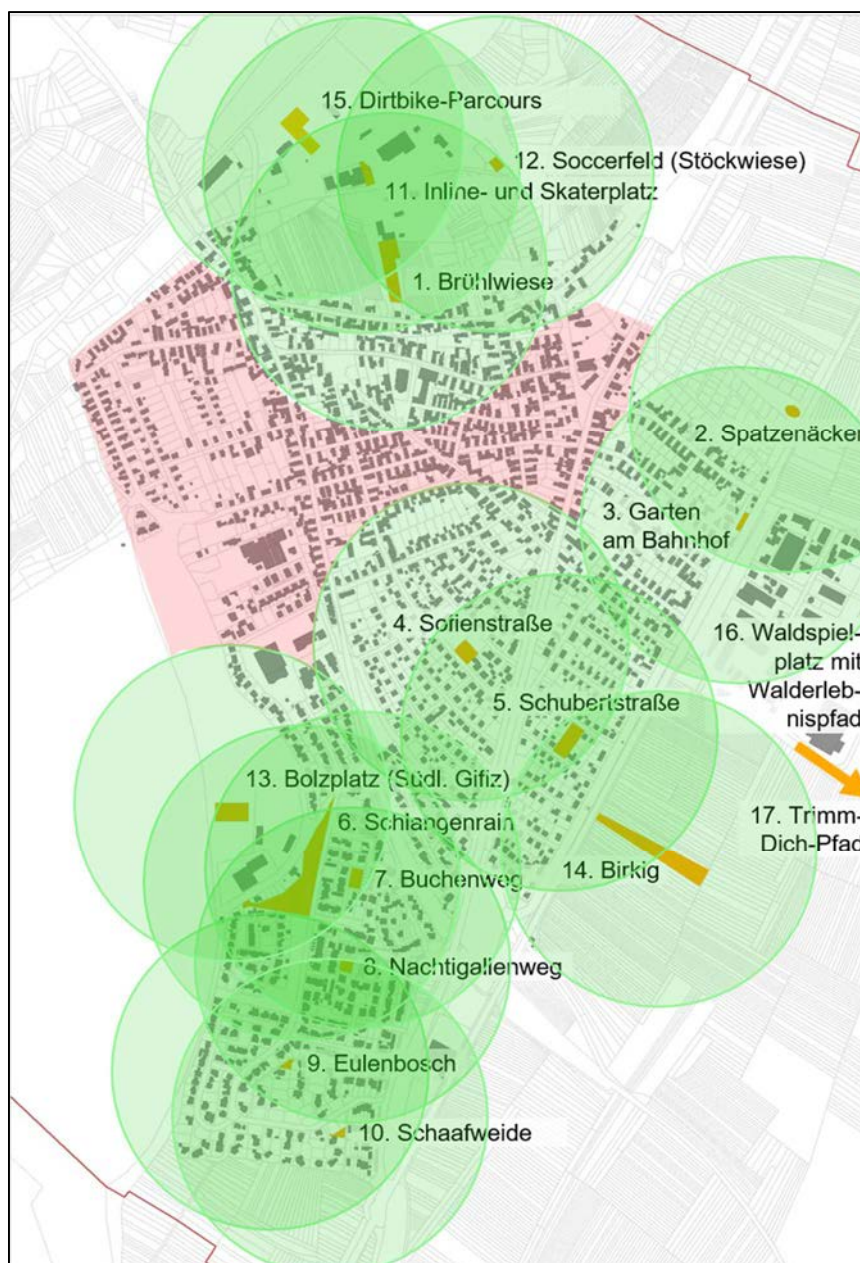 15. Dirtbike-Parcours
12. Soccerfeld (Stöckwiese)
11. Inline- und Skaterplatz
1. Brühlwiese
2. Spatzenäcker
3. Garten
am Bahnhof
4. Sorienstraße
16. Waldspiel-
platz mit
Walderleb-
nispfad
5. Schubertstraße
13. Bolzplatz (Südl. Gifiz)
6. Schlangenrain
17. Trimm-
Dich-Pfad
14. Birkig
7. Buchenweg
8. Nachtigallenweg
9. Eulenbosch
10. Schaafweide